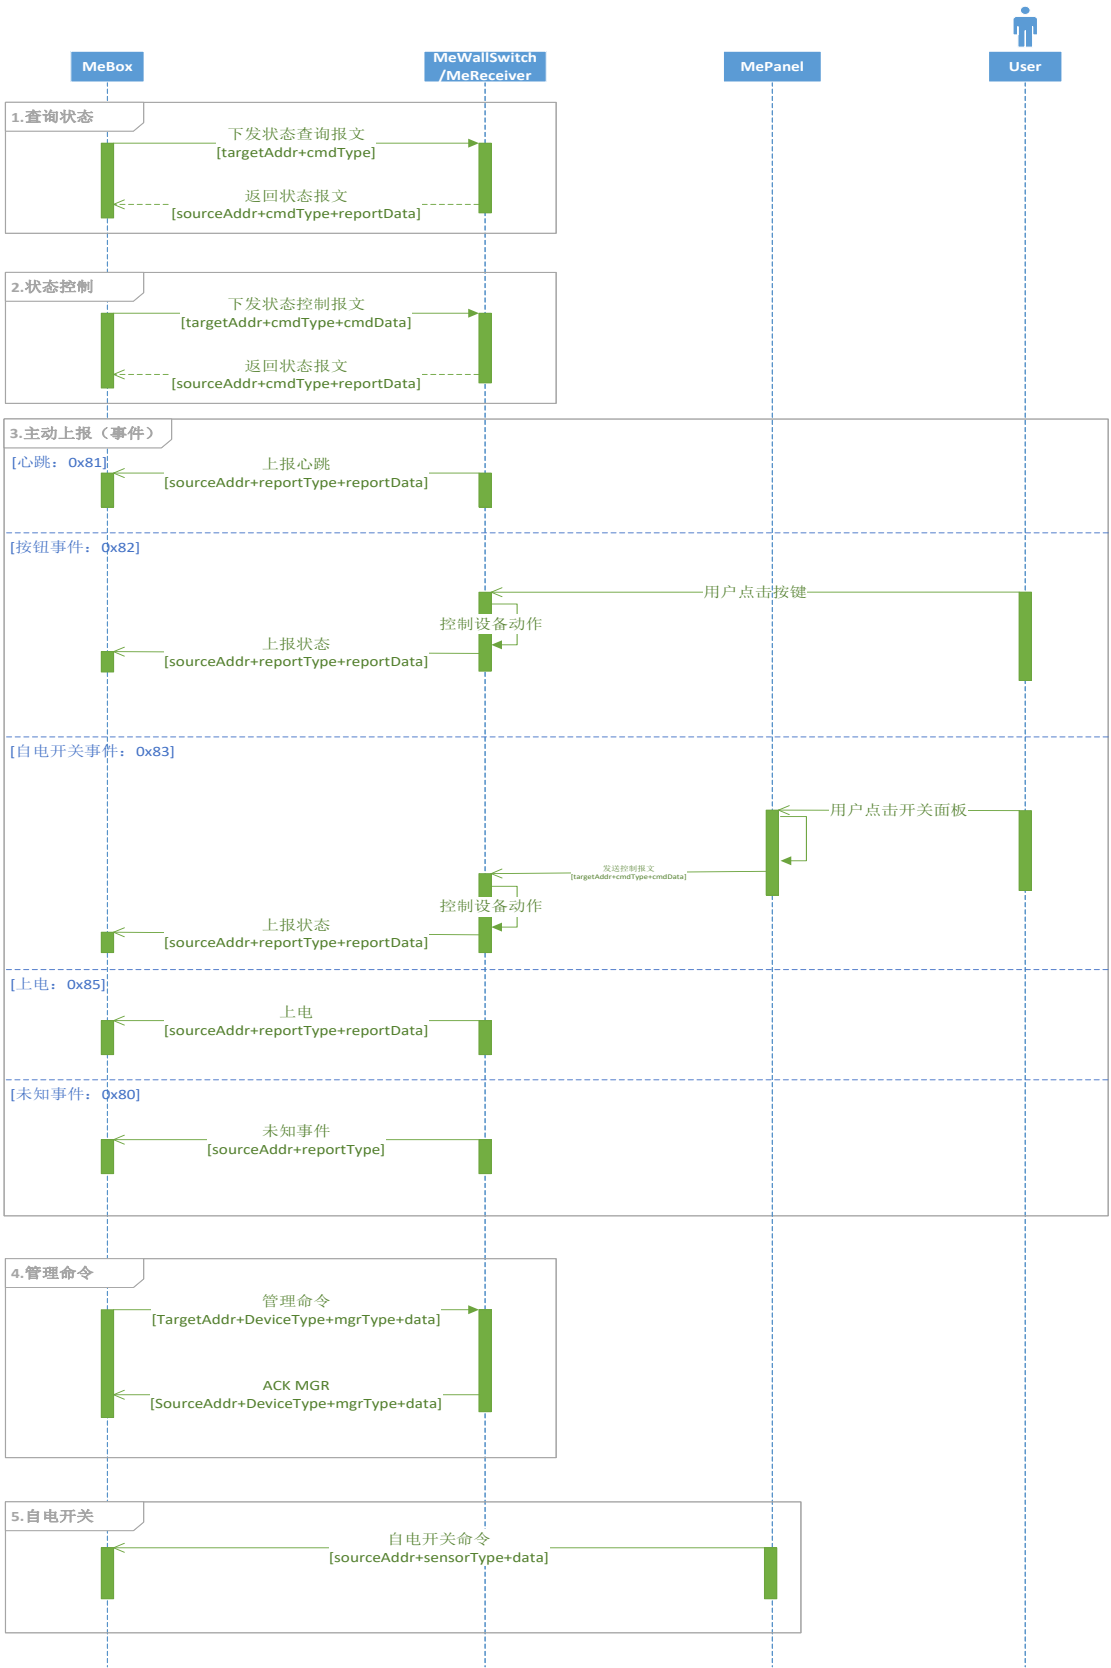 MeBox
MeWallSwitch
/MeReceiver
MePanel
User
1.查询状态
下发状态查询报文
[targetAddr+cmdType]
返回状态报文
[sourceAddr+cmdType+reportData]
2.状态控制
下发状态控制报文
[targetAddr+cmdType+cmdData]
返回状态报文
[sourceAddr+cmdType+reportData]
3.主动上报（事件）
[心跳：0x81]
上报心跳
[sourceAddr+reportType+reportData]
[按钮事件：0x82]
用户点击按键
控制设备动作
上报状态
[sourceAddr+reportType+reportData]
[自电开关事件：0x83]
用户点击开关面板
发送控制报文
[targetAddr+cmdType+cmdData]
控制设备动作
上报状态
[sourceAddr+reportType+reportData]
[上电：0x85]
上电
[sourceAddr+reportType+reportData]
[未知事件：0x80]
未知事件
[sourceAddr+reportType]
4.管理命令
管理命令
[TargetAddr+DeviceType+mgrType+data]
ACK MGR
[SourceAddr+DeviceType+mgrType+data]
5.自电开关
自电开关命令
[sourceAddr+sensorType+data]